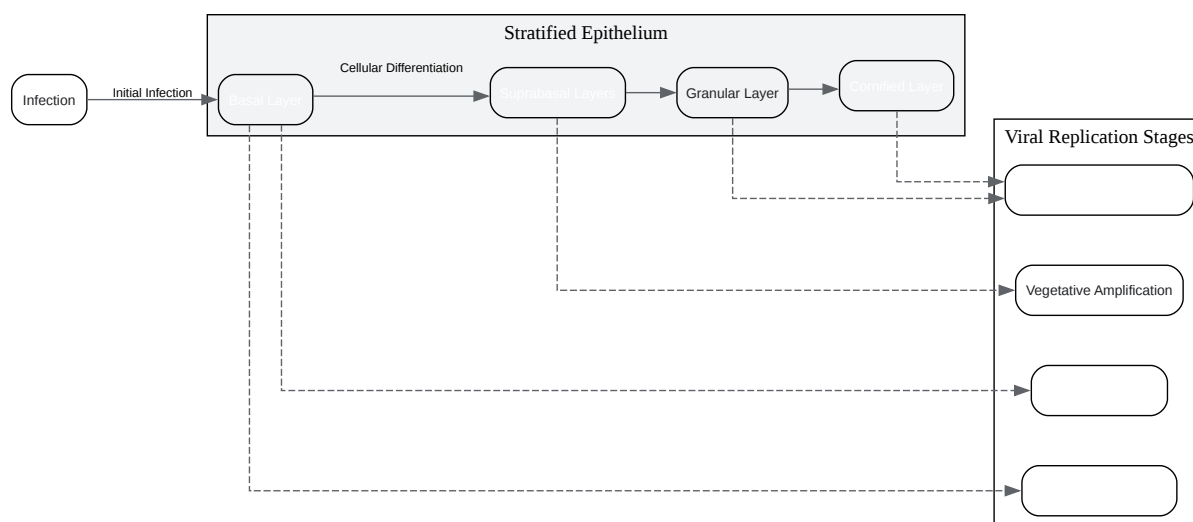 Stratified Epithelium
Infection
Initial Infection
Basal Layer
Cellular Differentiation
Suprabasal Layers
Granular Layer
Cornified Layer
Viral Replication Stages
Vegetative Amplification